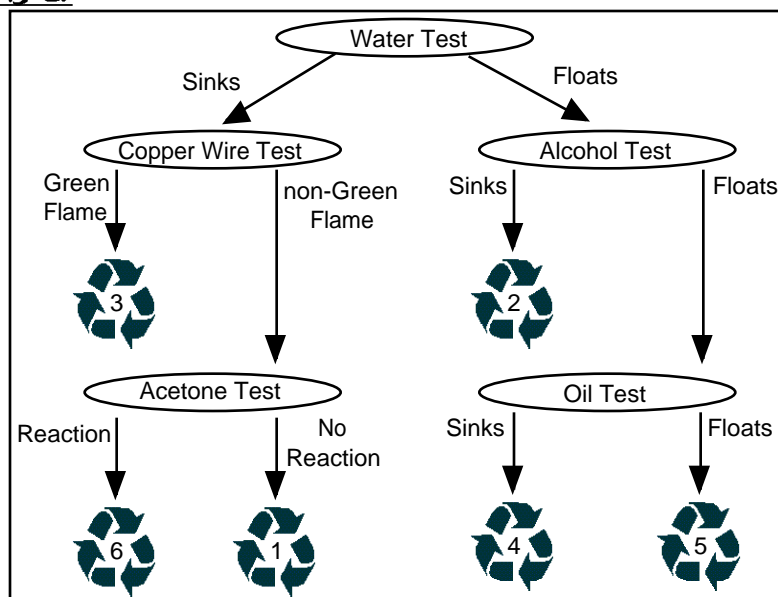 Water Test
Sinks
Floats
Copper Wire Test
Alcohol Test
Green
Flame
non-Green
Flame
Sinks
Floats
3
2
Acetone Test
Oil Test
Reaction
No
Reaction
Sinks
Floats
6
1
4
5